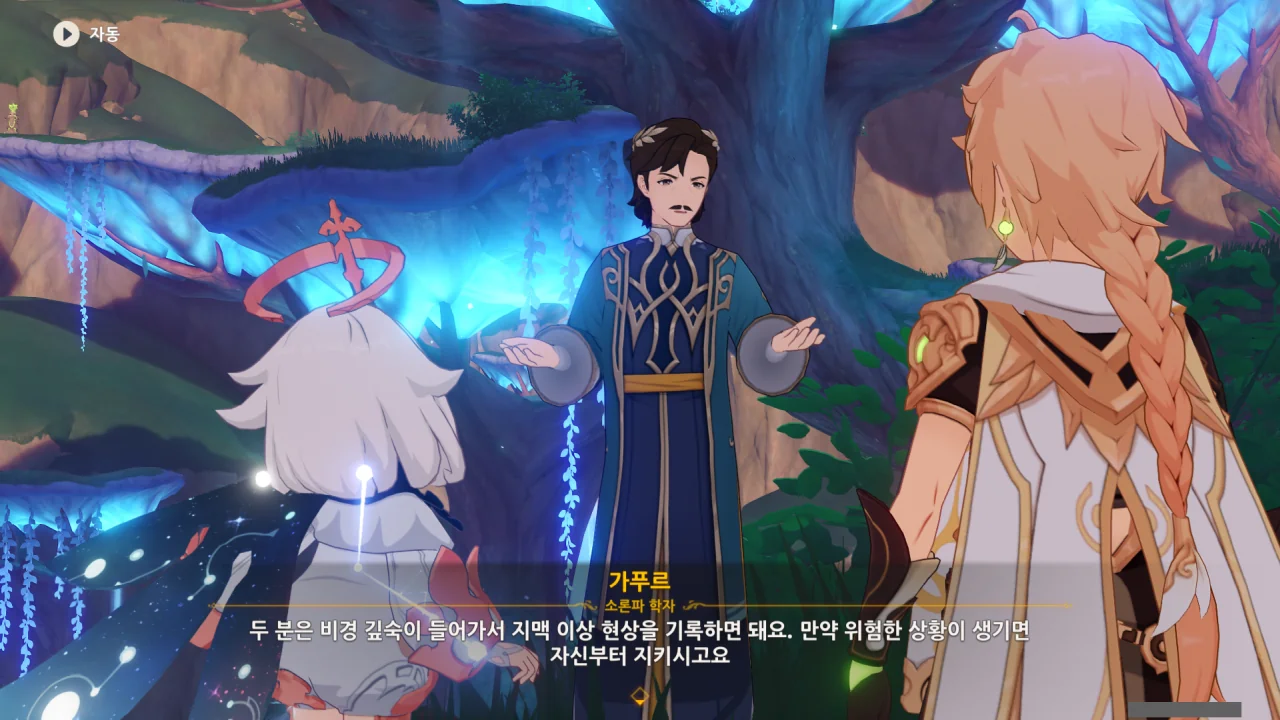 자동
가푸르
소론파 학자
두 분은 비경 깊숙이 들어가서 지맥 이상 현상을 기록하면 돼요. 만약 위험한 상황이 생기면
자신부터 지키시고요